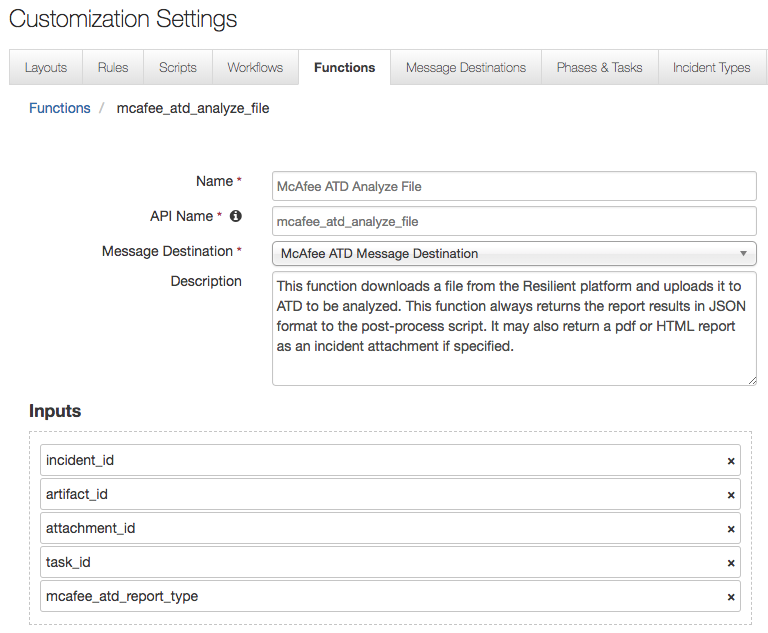 Customization Settings
Layouts Rules Scripts Workflows Functions Message Destinations Phases & Tasks Incident Types
Functions / mcafee_atd_analyze_file
Name * McAfee ATD Analyze File
API Name * mcafee_atd_analyze_file
Message Destination * McAfee ATD Message Destination
Description This function downloads a file from the Resilient platform and uploads it to
ATD to be analyzed. This function always returns the report results in JSON
format to the post-process script. It may also return a pdf or HTML report
as an incident attachment if specified.
Inputs
incident_id ×
artifact_id ×
attachment_id ×
task_id ×
mcafee_atd_report_type ×